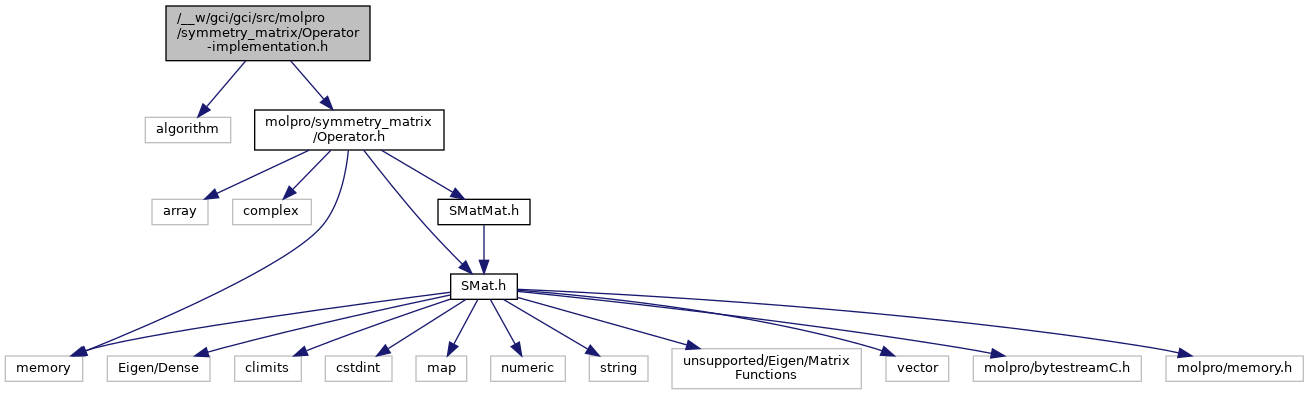 /__w/gci/gci/src/molpro
/symmetry_matrix/Operator
-implementation.h
algorithm
molpro/symmetry_matrix
/Operator.h
array
complex
SMatMat.h
SMat.h
memory
Eigen/Dense
climits
cstdint
map
numeric
string
unsupported/Eigen/Matrix
Functions
vector
molpro/bytestreamC.h
molpro/memory.h